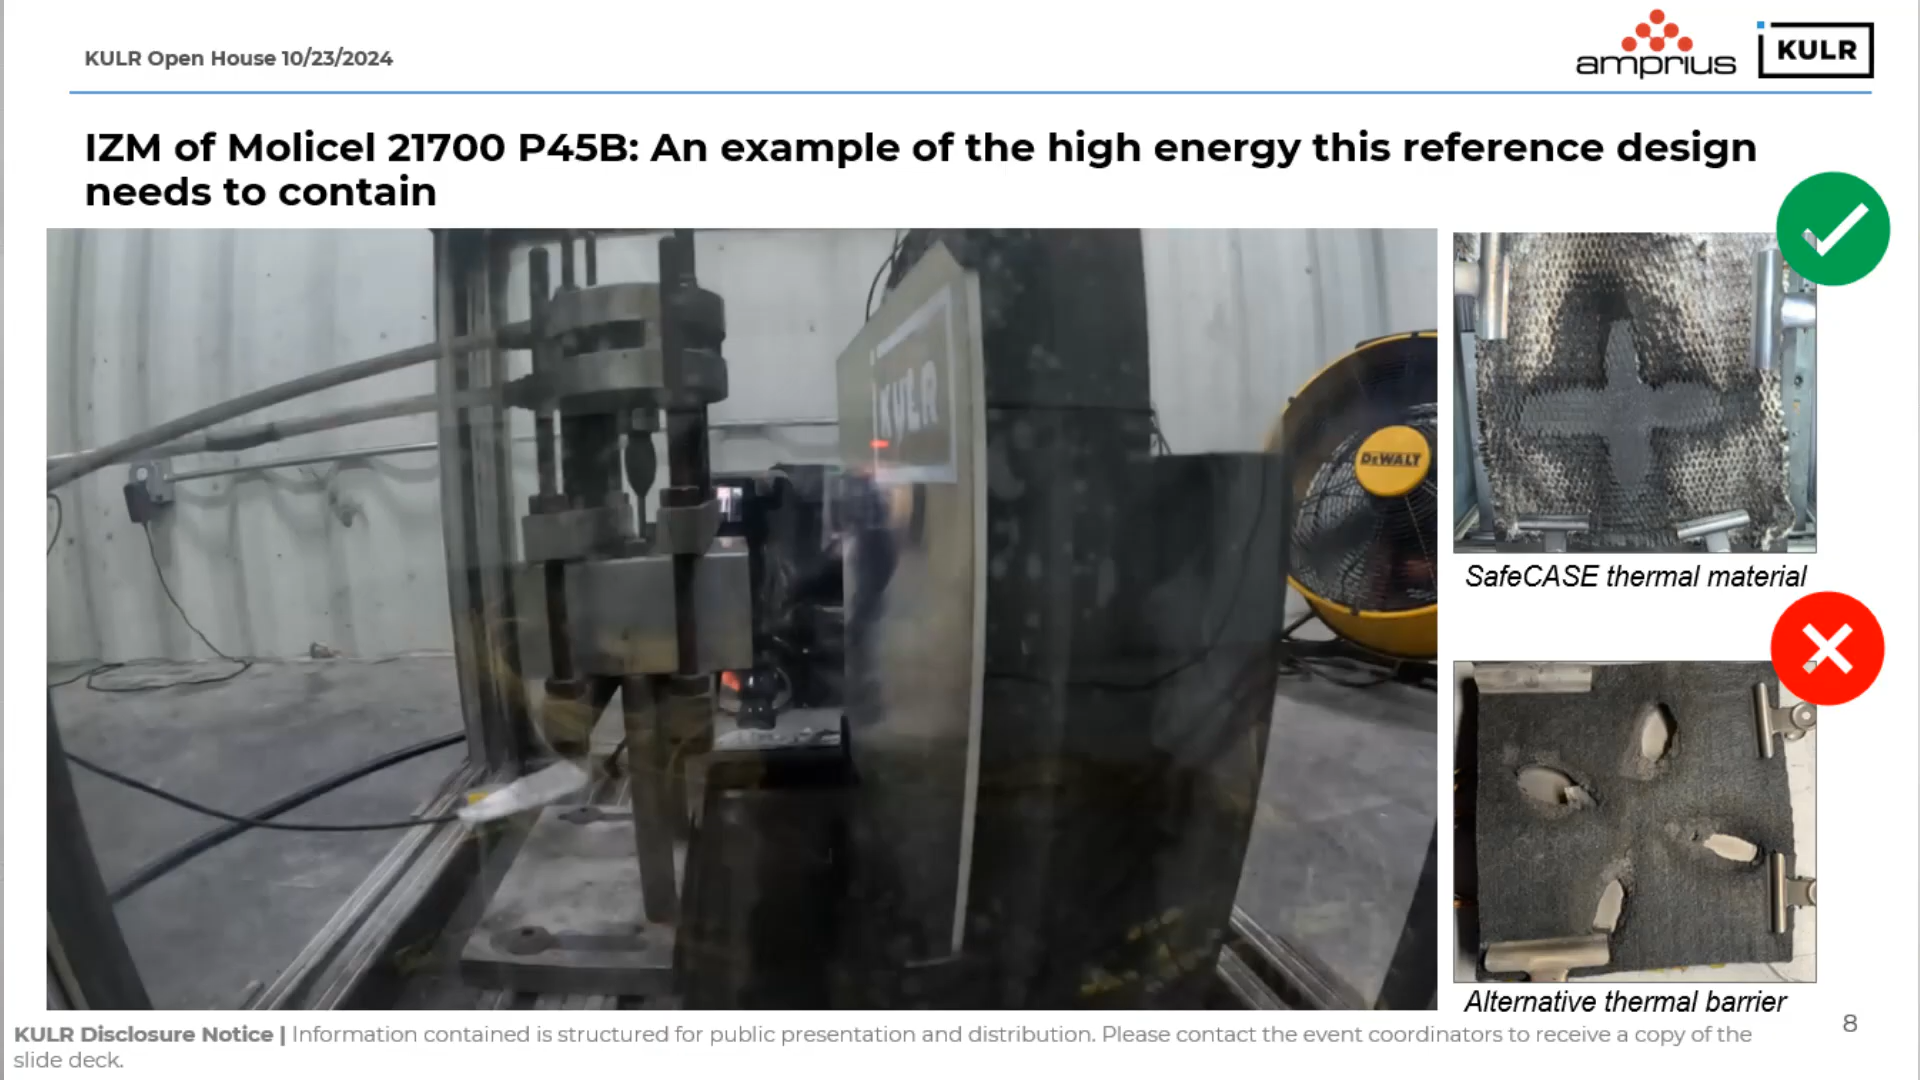 KULR Open House 10/23/2024
amprius
KULR
IZM of Molicel 21700 P45B: An example of the high energy this reference design
needs to contain
KULR
DEWALT
SafeCASE thermal material
Alternative thermal barrier
KULR Disclosure Notice | Information contained is structured for public presentation and distribution. Please contact the event coordinators to receive a copy of the
slide deck.
8